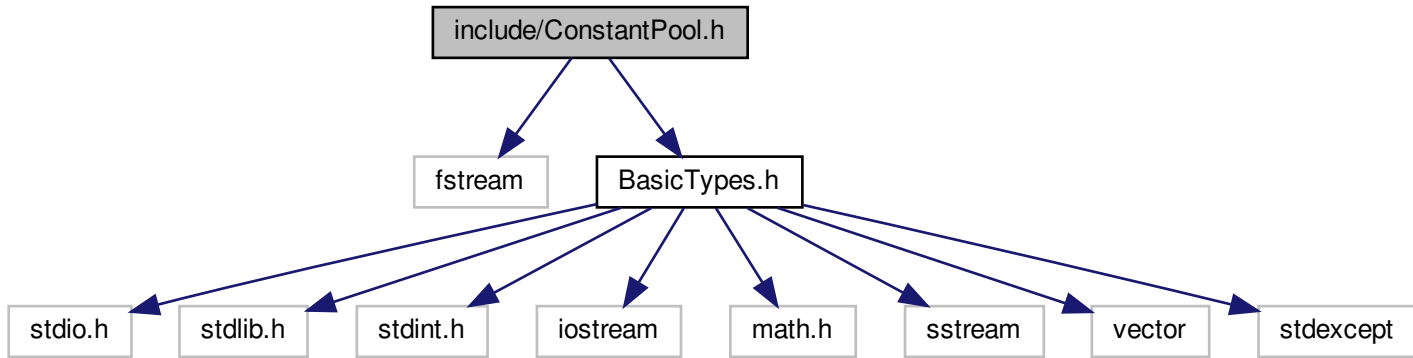 include/ConstantPool.h
fstream
BasicTypes.h
stdio.h
stdlib.h
stdint.h
iostream
math.h
sstream
vector
stdexcept